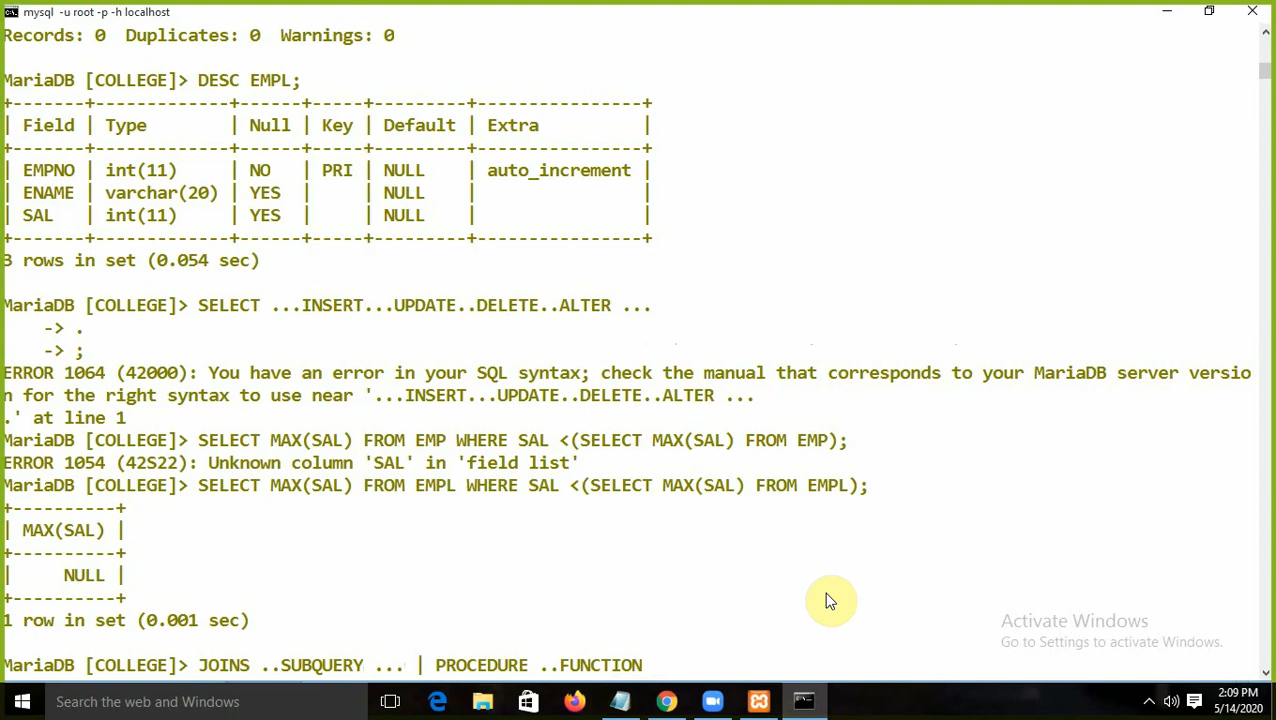 mysql -u root -p -h localhost
Records: 0  Duplicates: 0  Warnings: 0
MariaDB [COLLEGE]> DESC EMPL;
+-------+-------------+------+-----+---------+----------------+
| Field | Type        | Null | Key | Default | Extra          |
+-------+-------------+------+-----+---------+----------------+
| EMPNO | int(11)     | NO   | PRI | NULL    | auto_increment |
| ENAME | varchar(20) | YES  |     | NULL    |                |
| SAL   | int(11)     | YES  |     | NULL    |                |
+-------+-------------+------+-----+---------+----------------+
3 rows in set (0.054 sec)
MariaDB [COLLEGE]> SELECT ...INSERT...UPDATE..DELETE..ALTER ...
    -> .
    -> ;
ERROR 1064 (42000): You have an error in your SQL syntax; check the manual that corresponds to your MariaDB server versio
n for the right syntax to use near '...INSERT...UPDATE..DELETE..ALTER ...
.' at line 1
MariaDB [COLLEGE]> SELECT MAX(SAL) FROM EMP WHERE SAL <(SELECT MAX(SAL) FROM EMP);
ERROR 1054 (42S22): Unknown column 'SAL' in 'field list'
MariaDB [COLLEGE]> SELECT MAX(SAL) FROM EMPL WHERE SAL <(SELECT MAX(SAL) FROM EMPL);
+----------+
| MAX(SAL) |
+----------+
|     NULL |
+----------+
1 row in set (0.001 sec)
MariaDB [COLLEGE]> JOINS ..SUBQUERY ... | PROCEDURE ..FUNCTION
Activate Windows
Go to Settings to activate Windows.
Search the web and Windows
2:09 PM
5/14/2020